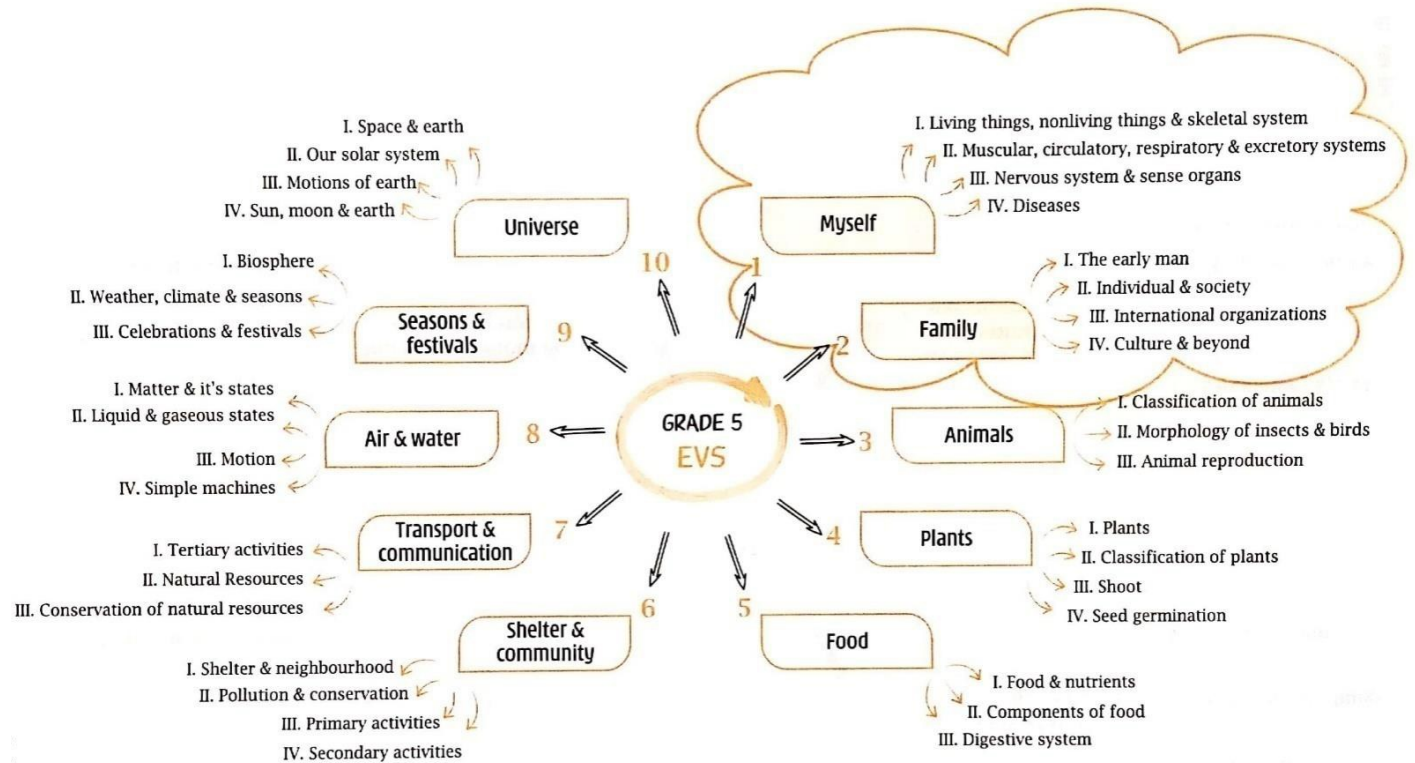 GRADE 5
EVS
1
Myself
I. Living things, nonliving things & skeletal system
II. Muscular, circulatory, respiratory & excretory systems
III. Nervous system & sense organs
IV. Diseases
2
Family
I. The early man
II. Individual & society
III. International organizations
IV. Culture & beyond
3
Animals
I. Classification of animals
II. Morphology of insects & birds
III. Animal reproduction
4
Plants
I. Plants
II. Classification of plants
III. Shoot
IV. Seed germination
5
Food
I. Food & nutrients
II. Components of food
III. Digestive system
6
Shelter &
community
I. Shelter & neighbourhood
II. Pollution & conservation
III. Primary activities
IV. Secondary activities
7
Transport &
communication
I. Tertiary activities
II. Natural Resources
III. Conservation of natural resources
8
Air & water
I. Matter & it's states
II. Liquid & gaseous states
III. Motion
IV. Simple machines
9
Seasons &
festivals
I. Biosphere
II. Weather, climate & seasons
III. Celebrations & festivals
10
Universe
I. Space & earth
II. Our solar system
III. Motions of earth
IV. Sun, moon & earth